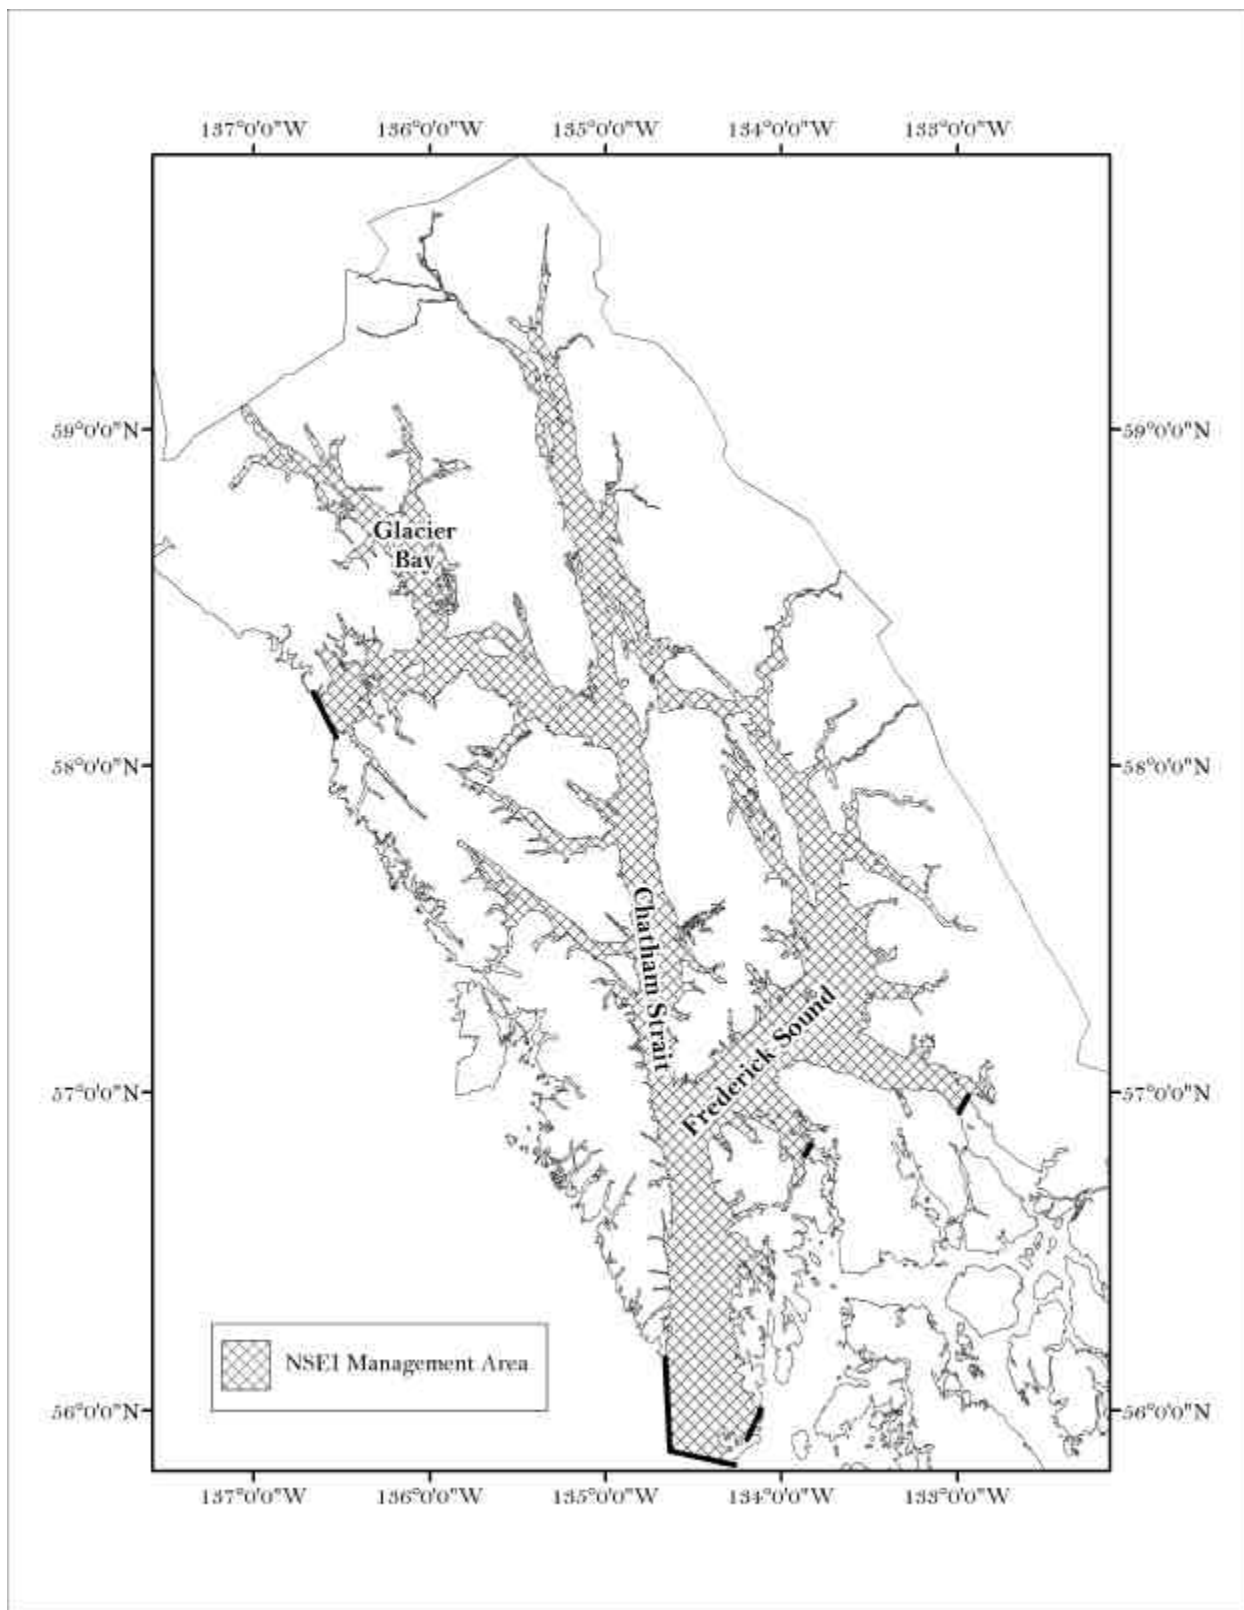 137°0'0"W 136°0'0"W 135°0'0"W 134°0'0"W 133°0'0"W
59°0'0"N 59°0'0"N
Glacier
Bay
58°0'0"N 58°0'0"N
Chatham Strait
Frederick Sound
57°0'0"N 57°0'0"N
NSEI Management Area
56°0'0"N 56°0'0"N
137°0'0"W 136°0'0"W 135°0'0"W 134°0'0"W 133°0'0"W